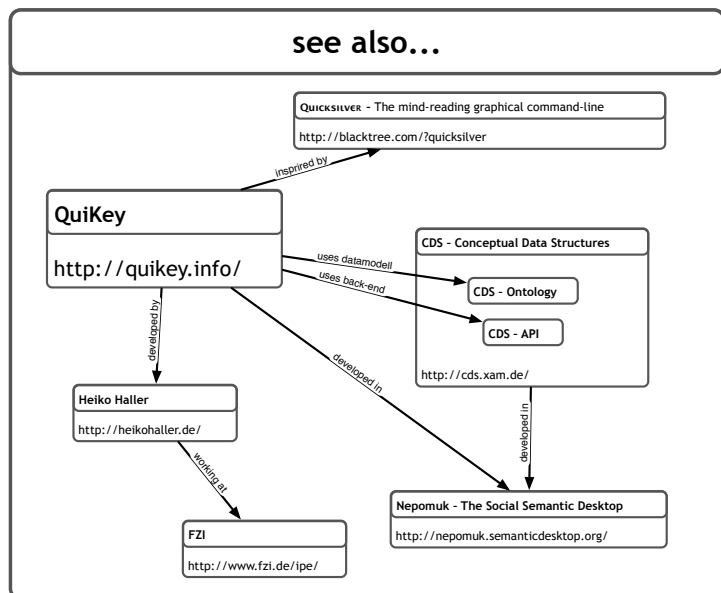 see also...
Quicksilver - The mind-reading graphical command-line
http://blacktree.com/?quicksilver
insprired by
QuiKey
http://quikey.info/
uses datamodell
uses back-end
CDS - Conceptual Data Structures
CDS - Ontology
CDS - API
http://cds.xam.de/
developed by
developed in
developed in
Heiko Haller
http://heikohaller.de/
working at
Nepomuk - The Social Semantic Desktop
http://nepomuk.semanticdesktop.org/
FZI
http://www.fzi.de/ipe/